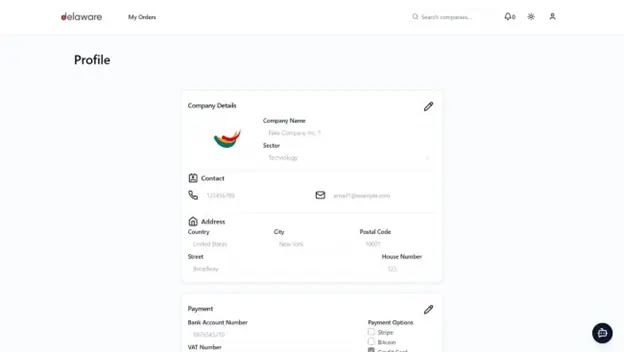 delaware
My Orders
Search companies...
0
Profile
Company Details
Company Name
Fake Company Inc. 1
Sector
Technology
Contact
123456789
email1@example.com
Address
Country
City
Postal Code
United States
New York
10001
Street
House Number
Broadway
123
Payment
Bank Account Number
Payment Options
Stripe
Bitcoin
VAT Number
Credit Card